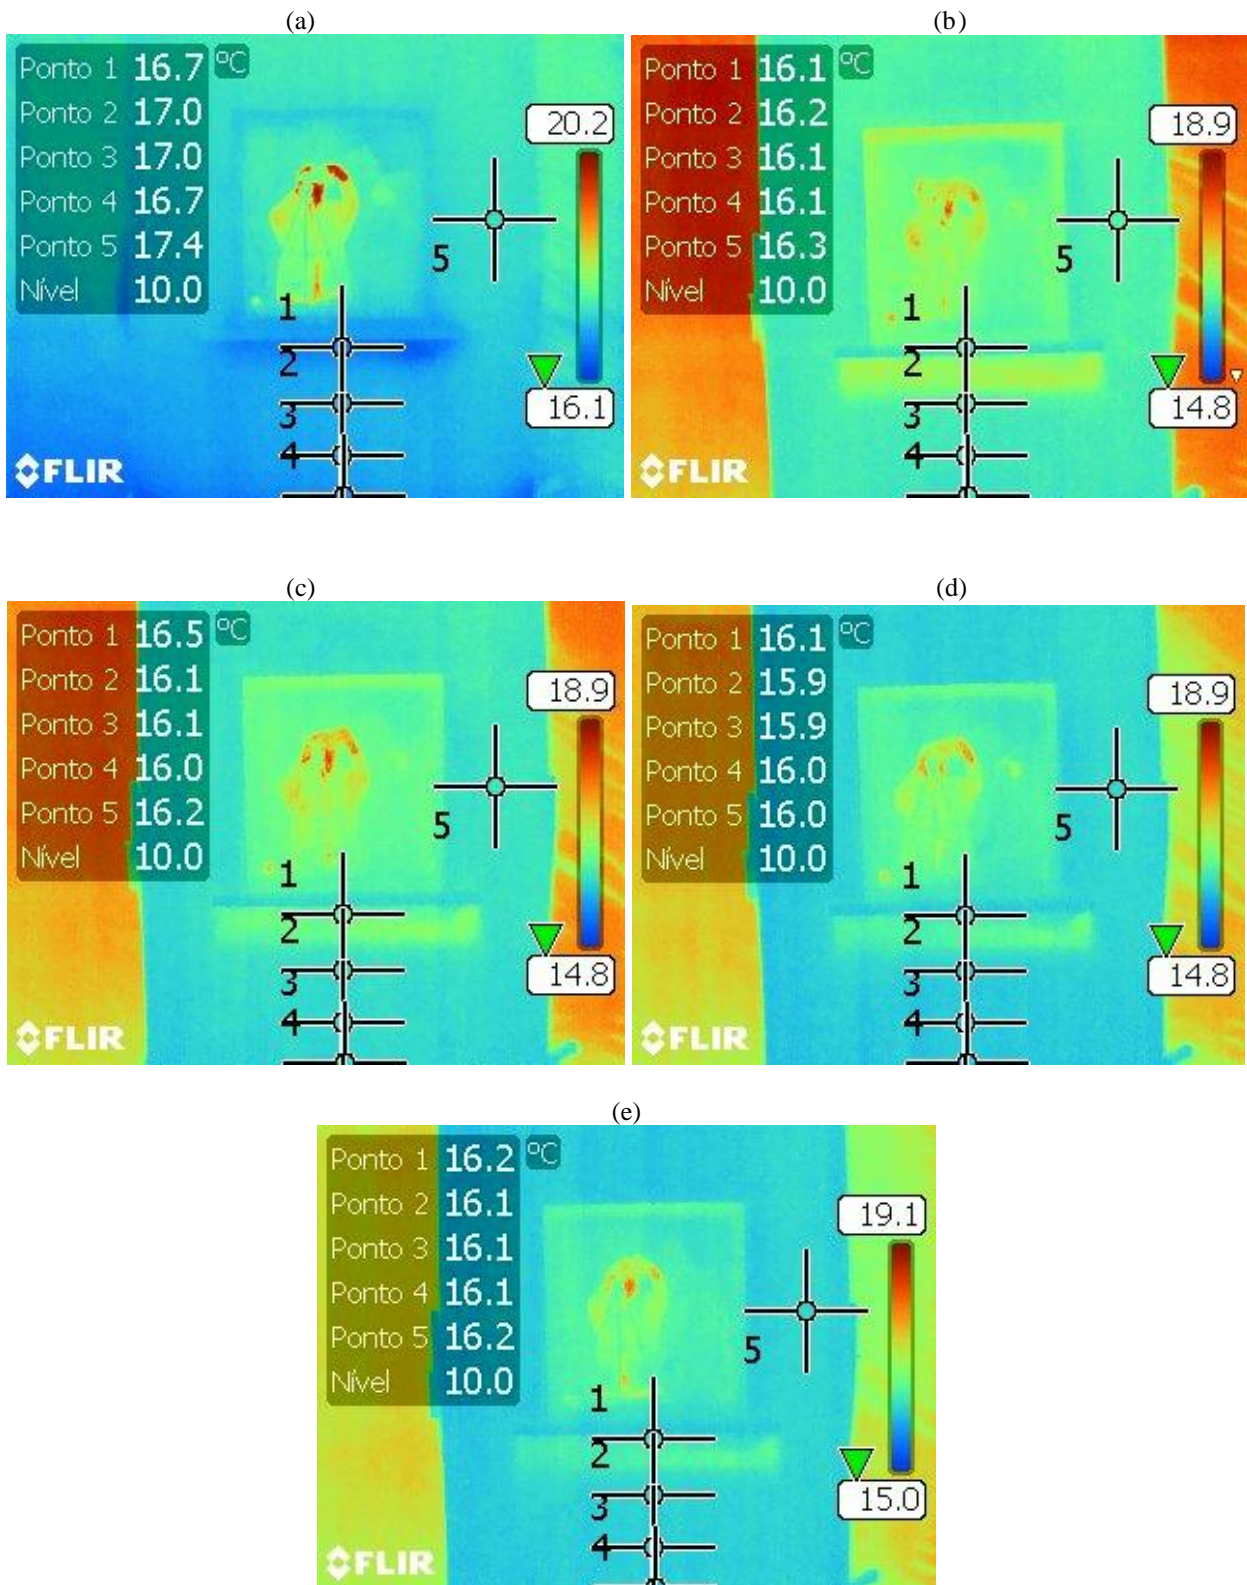 (a)
Ponto 1 16.7 °C
Ponto 2 17.0
Ponto 3 17.0
Ponto 4 16.7
Ponto 5 17.4
Nível 10.0
20.2
5
1
2
3
4
16.1
FLIR
(b)
Ponto 1 16.1 °C
Ponto 2 16.2
Ponto 3 16.1
Ponto 4 16.1
Ponto 5 16.3
Nível 10.0
18.9
5
1
2
3
4
14.8
FLIR
(c)
Ponto 1 16.5 °C
Ponto 2 16.1
Ponto 3 16.1
Ponto 4 16.0
Ponto 5 16.2
Nível 10.0
18.9
5
1
2
3
4
14.8
FLIR
(d)
Ponto 1 16.1 °C
Ponto 2 15.9
Ponto 3 15.9
Ponto 4 16.0
Ponto 5 16.0
Nível 10.0
18.9
5
1
2
3
4
14.8
FLIR
(e)
Ponto 1 16.2 °C
Ponto 2 16.1
Ponto 3 16.1
Ponto 4 16.1
Ponto 5 16.2
Nível 10.0
19.1
5
1
2
3
4
15.0
FLIR